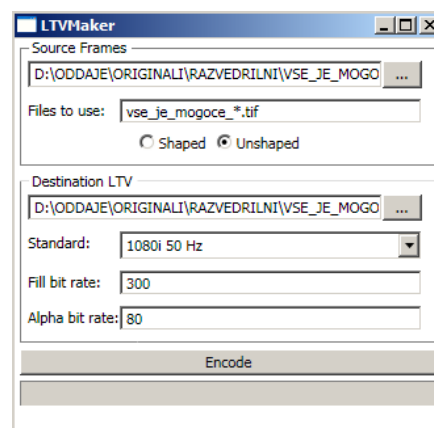 LTVMaker
Source Frames
D:\ODDAJE\ORIGINALI\RAZVEDRILNI\VSE_JE_MOGO ...
Files to use: vse_je_mogoce_*.tif
Shaped Unshaped
Destination LTV
D:\ODDAJE\ORIGINALI\RAZVEDRILNI\VSE_JE_MOGO ...
Standard: 1080i 50 Hz
Fill bit rate: 300
Alpha bit rate: 80
Encode